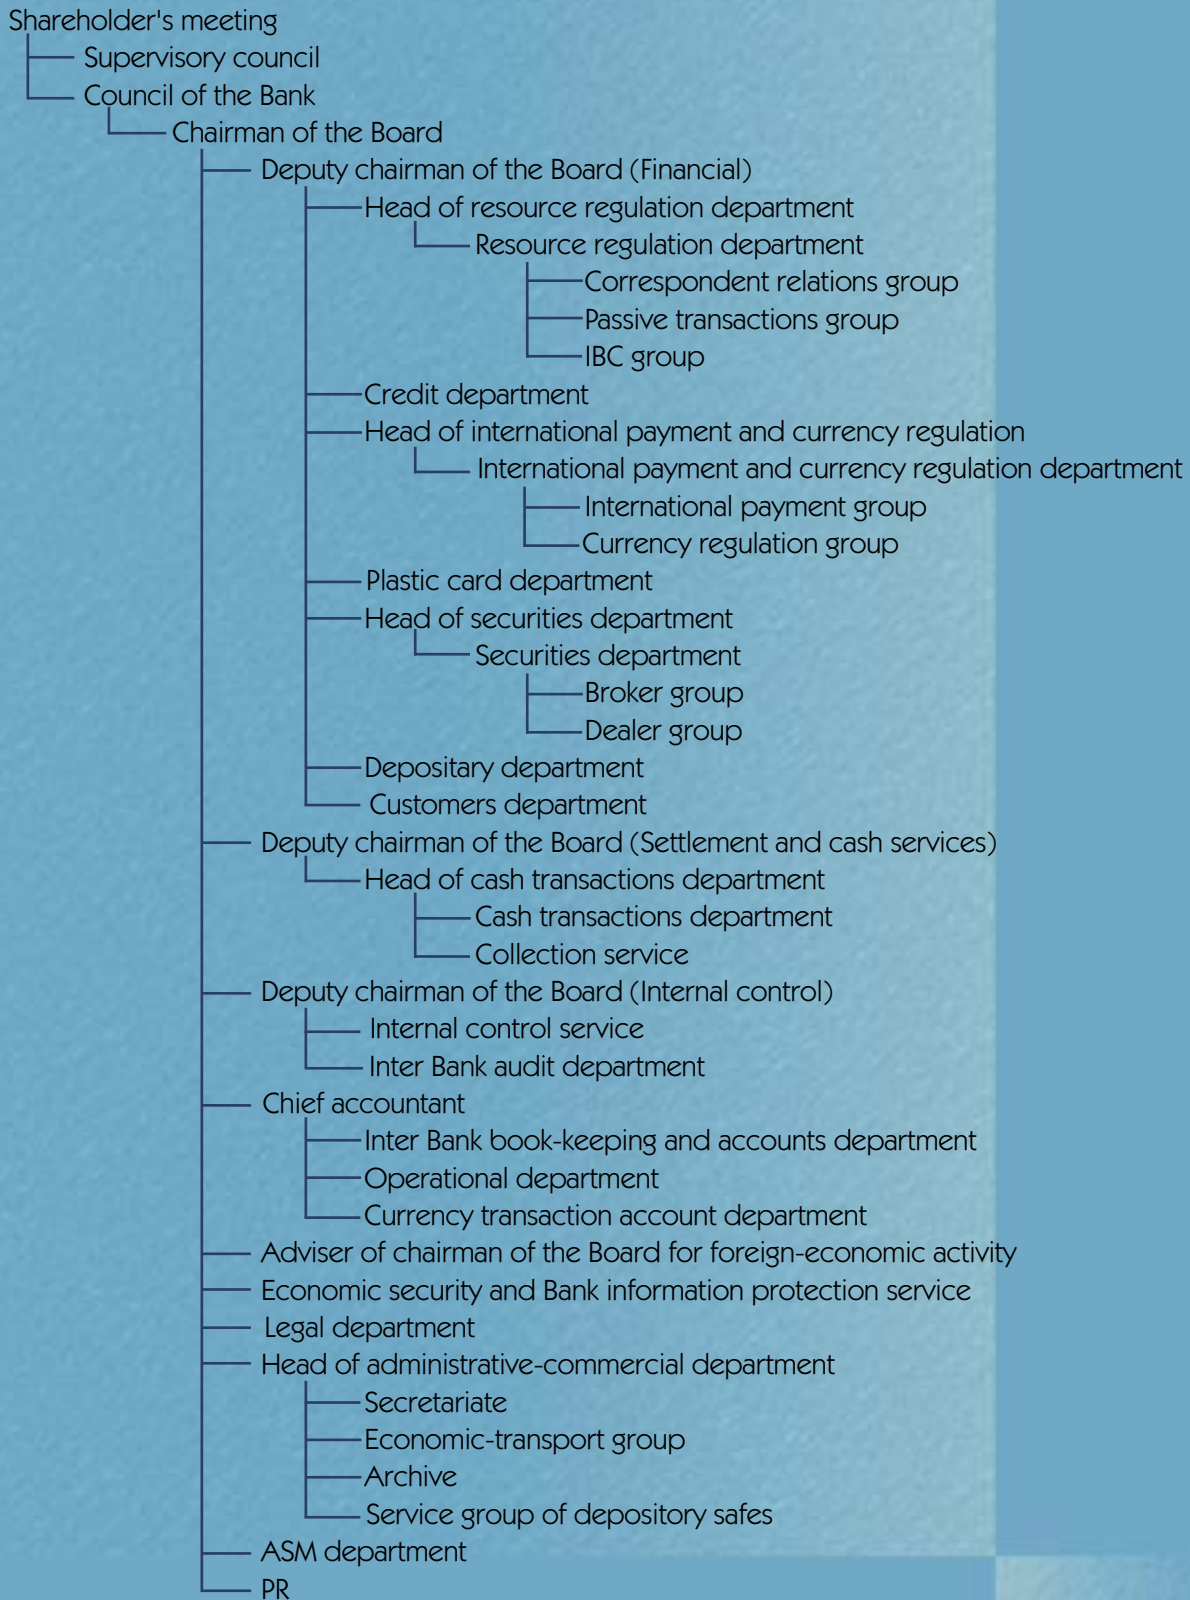 Shareholder's meeting
Supervisory council
Council of the Bank
Chairman of the Board
Deputy chairman of the Board (Financial)
Head of resource regulation department
Resource regulation department
Correspondent relations group
Passive transactions group
IBC group
Credit department
Head of international payment and currency regulation
International payment and currency regulation department
International payment group
Currency regulation group
Plastic card department
Head of securities department
Securities department
Broker group
Dealer group
Depositary department
Customers department
Deputy chairman of the Board (Settlement and cash services)
Head of cash transactions department
Cash transactions department
Collection service
Deputy chairman of the Board (Internal control)
Internal control service
Inter Bank audit department
Chief accountant
Inter Bank book-keeping and accounts department
Operational department
Currency transaction account department
Adviser of chairman of the Board for foreign-economic activity
Economic security and Bank information protection service
Legal department
Head of administrative-commercial department
Secretariate
Economic-transport group
Archive
Service group of depository safes
ASM department
PR